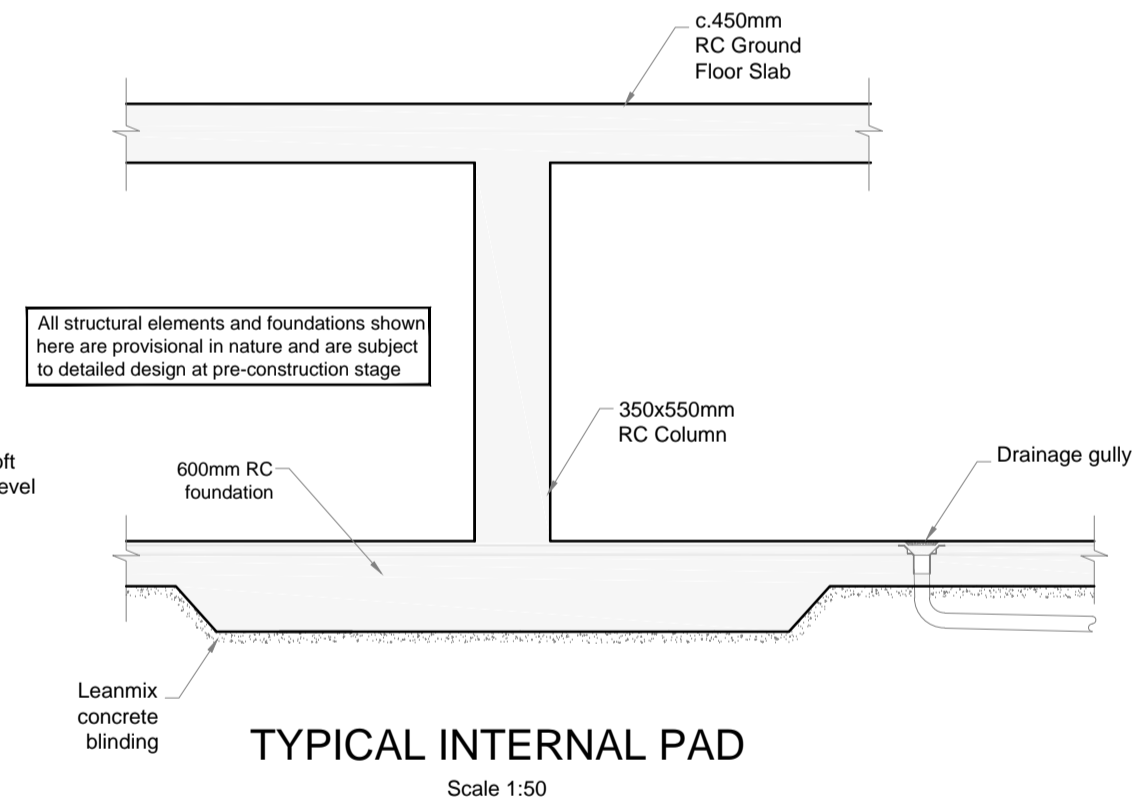 c.450mm
RC Ground
Floor Slab
All structural elements and foundations shown
here are provisional in nature and are subject
to detailed design at pre-construction stage
350x550mm
RC Column
Drainage gully
600mm RC
foundation
Leanmix
concrete
blinding
TYPICAL INTERNAL PAD
Scale 1:50